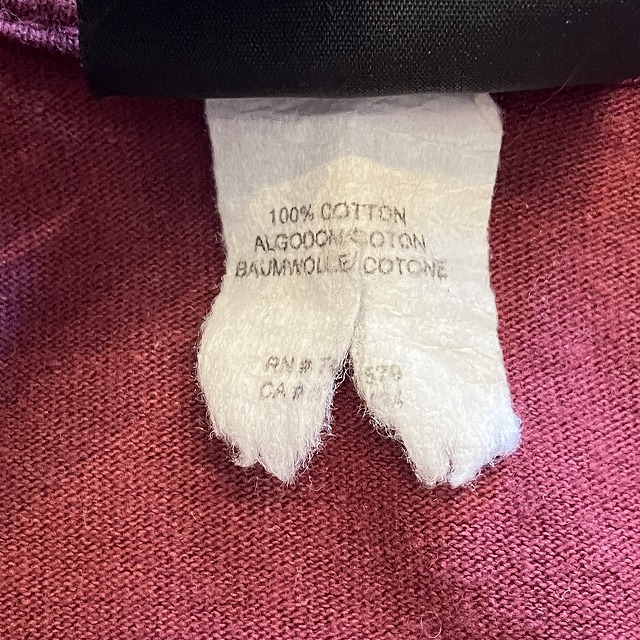 100% COTTON
ALGODON/COTON
BAUMWOLLE/COTONE
RN #
CA #